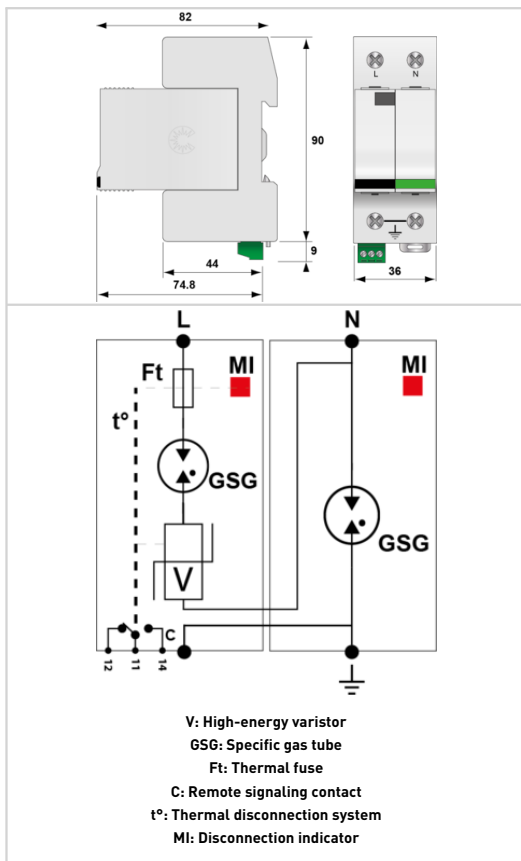 82
L N
90
9
44
74.8
36
L N
Ft MI MI
t°
GSG
GSG
V
C
12 11 14
V: High-energy varistor
GSG: Specific gas tube
Ft: Thermal fuse
C: Remote signaling contact
t°: Thermal disconnection system
MI: Disconnection indicator